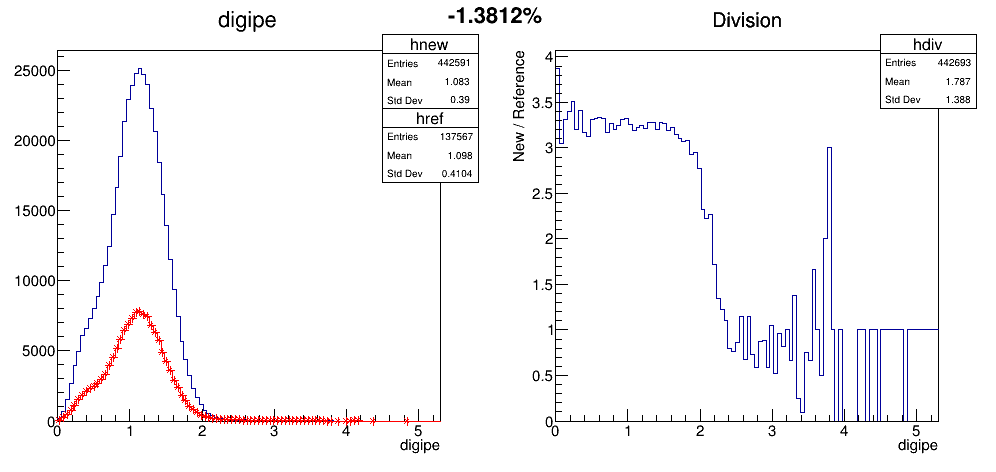 -1.3812%
digipe
hnew
Entries 442591
Mean 1.083
Std Dev 0.39
href
Entries 137567
Mean 1.098
Std Dev 0.4104
25000
20000
15000
10000
5000
0
0 1 2 3 4 5
digipe
Division
hdiv
Entries 442693
Mean 1.787
Std Dev 1.388
New / Reference
4
3.5
3
2.5
2
1.5
1
0.5
0
0 1 2 3 4 5
digipe